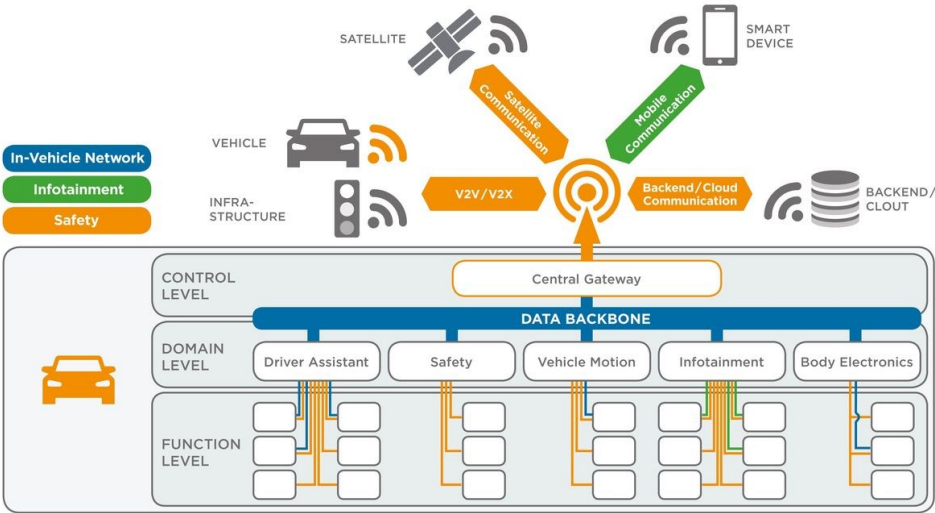 SATELLITE
SMART
DEVICE
Satellite
Communication
Mobile
Communication
VEHICLE
In-Vehicle Network
Infotainment
Safety
INFRA-
STRUCTURE
V2V/V2X
Backend/Cloud
Communication
BACKEND/
CLOUT
CONTROL
LEVEL
Central Gateway
DATA BACKBONE
DOMAIN
LEVEL
Driver Assistant
Safety
Vehicle Motion
Infotainment
Body Electronics
FUNCTION
LEVEL